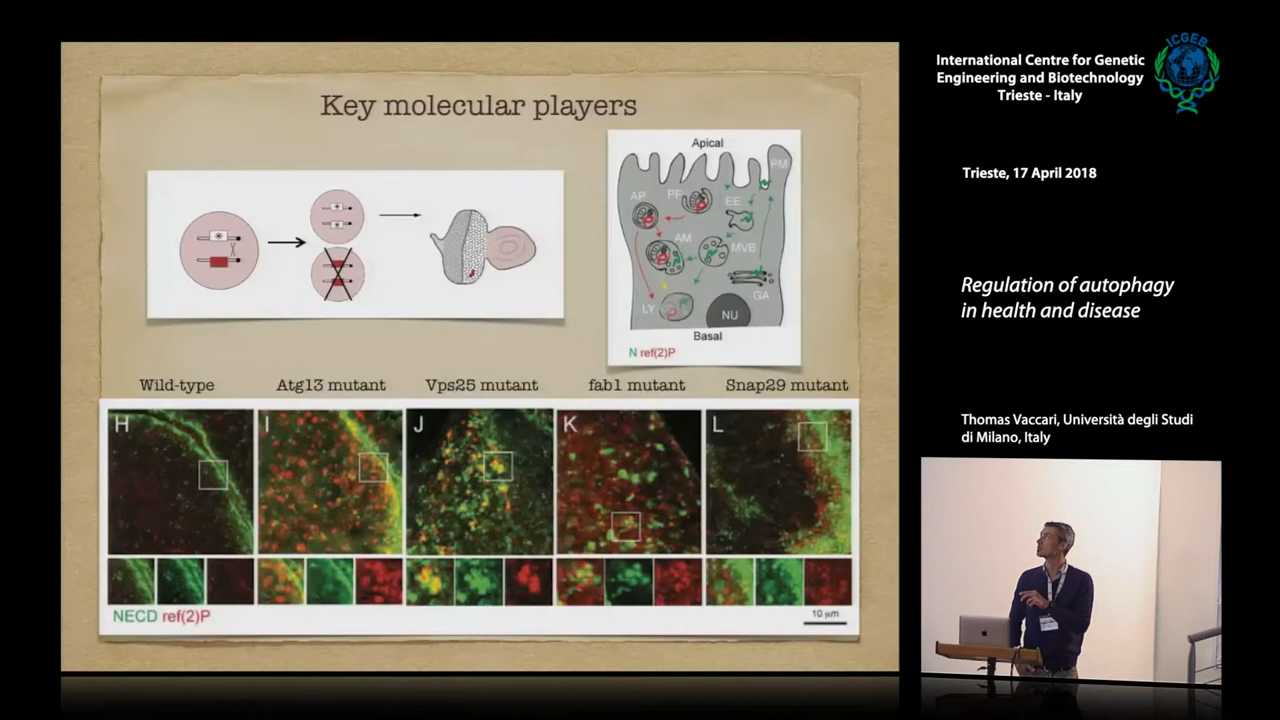 Key molecular players
Apical
PM
AP
PF
EE
AM
MVB
GA
LY
NU
Basal
N ref(2)P
Wild-type
Atg13 mutant
Vps25 mutant
fab1 mutant
Snap29 mutant
H
I
J
K
L
NECD ref(2)P
10 µm
International Centre for Genetic
Engineering and Biotechnology
Trieste - Italy
ICGEB
Trieste, 17 April 2018
Regulation of autophagy
in health and disease
Thomas Vaccari, Università degli Studi
di Milano, Italy